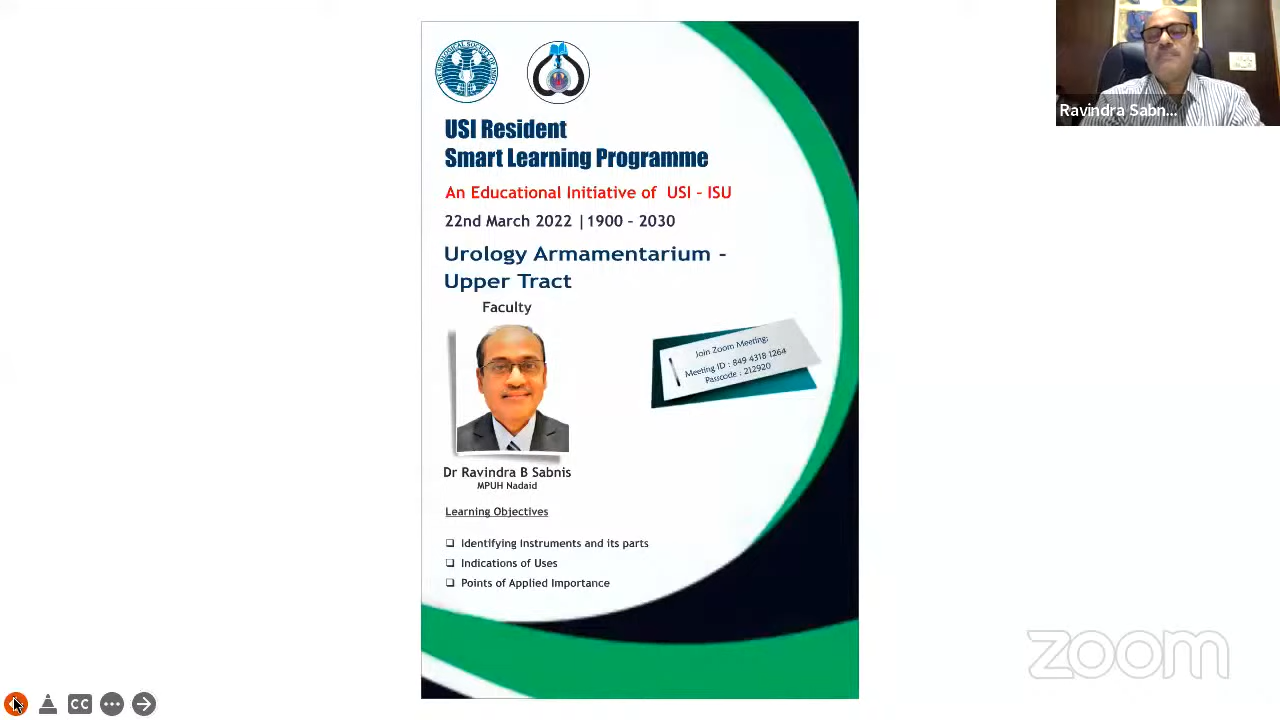 USI Resident
Smart Learning Programme
An Educational Initiative of USI - ISU
22nd March 2022 | 1900 - 2030
Urology Armamentarium -
Upper Tract
Faculty
Join Zoom Meeting:
Meeting ID : 849 4318 1264
Passcode : 212920
Dr Ravindra B Sabnis
MPUH Nadaid
Learning Objectives
Identifying Instruments and its parts
Indications of Uses
Points of Applied Importance
Ravindra Sabn...
zoom
CC